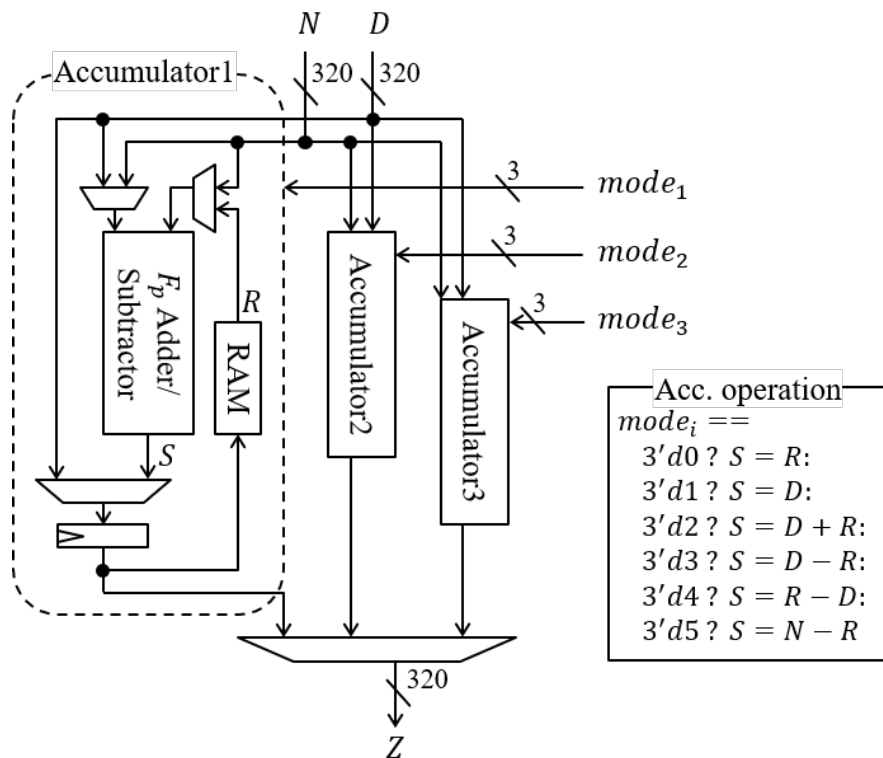 N D
Accumulator1
320 320
3 mode₁
3 mode₂
3 mode₃
F_p Adder/
Subtractor
R
RAM
S
Accumulator2
Accumulator3
Acc. operation
mode_i ==
3'd0 ? S = R:
3'd1 ? S = D:
3'd2 ? S = D + R:
3'd3 ? S = D − R:
3'd4 ? S = R − D:
3'd5 ? S = N − R
320
Z